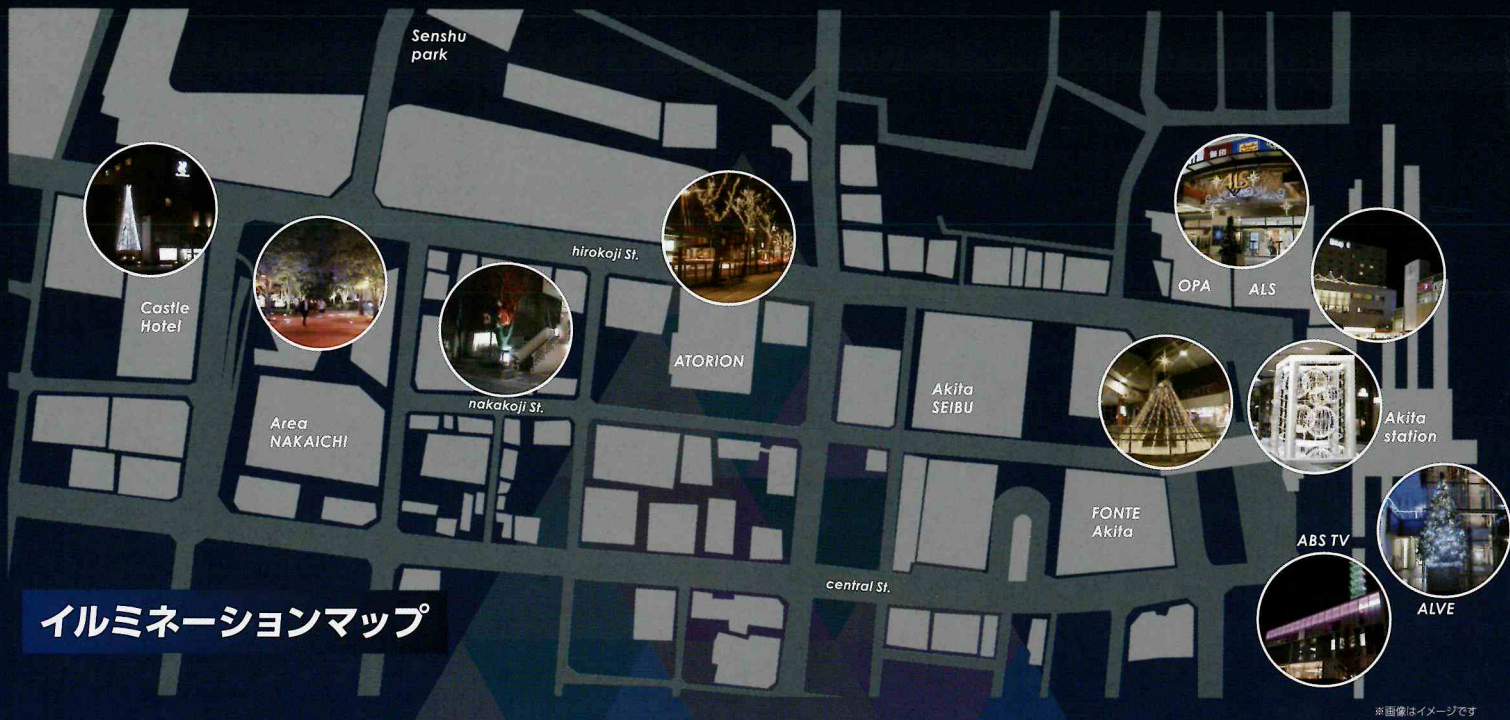 Senshu
park
hirokoji St.
Castle
Hotel
OPA
ALS
ATORION
Akita
SEIBU
nakakoji St.
Area
NAKAICHI
Akita
station
FONTE
Akita
ABS TV
central St.
ALVE
イルミネーションマップ
※画像はイメージです